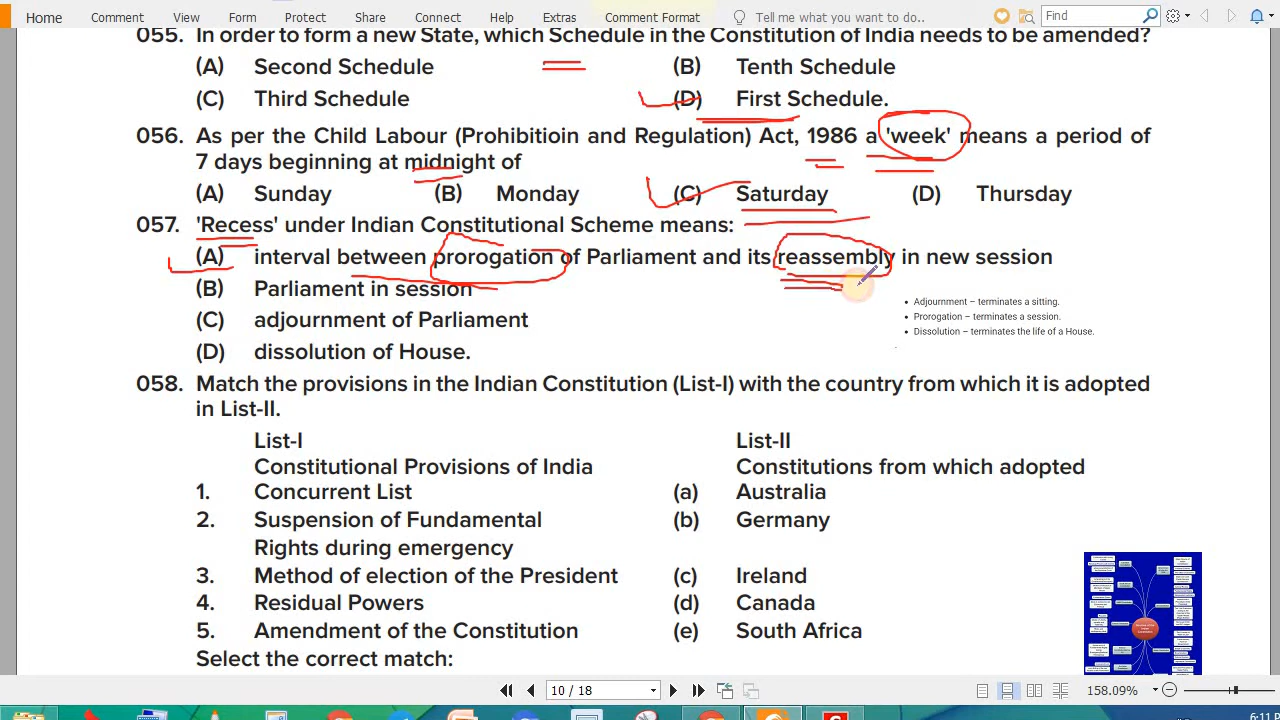 Home Comment View Form Protect Share Connect Help Extras Comment Format Tell me what you want to do.. Find
055. In order to form a new State, which Schedule in the Constitution of India needs to be amended?
(A) Second Schedule (B) Tenth Schedule
(C) Third Schedule (D) First Schedule.
056. As per the Child Labour (Prohibitioin and Regulation) Act, 1986 a 'week' means a period of
7 days beginning at midnight of
(A) Sunday (B) Monday (C) Saturday (D) Thursday
057. 'Recess' under Indian Constitutional Scheme means:
(A) interval between prorogation of Parliament and its reassembly in new session
(B) Parliament in session
• Adjournment – terminates a sitting.
(C) adjournment of Parliament
• Prorogation – terminates a session.
• Dissolution – terminates the life of a House.
(D) dissolution of House.
058. Match the provisions in the Indian Constitution (List-I) with the country from which it is adopted
in List-II.
List-I List-II
Constitutional Provisions of India Constitutions from which adopted
1. Concurrent List (a) Australia
2. Suspension of Fundamental (b) Germany
Rights during emergency
3. Method of election of the President (c) Ireland
4. Residual Powers (d) Canada
5. Amendment of the Constitution (e) South Africa
Select the correct match:
10 / 18 158.09%